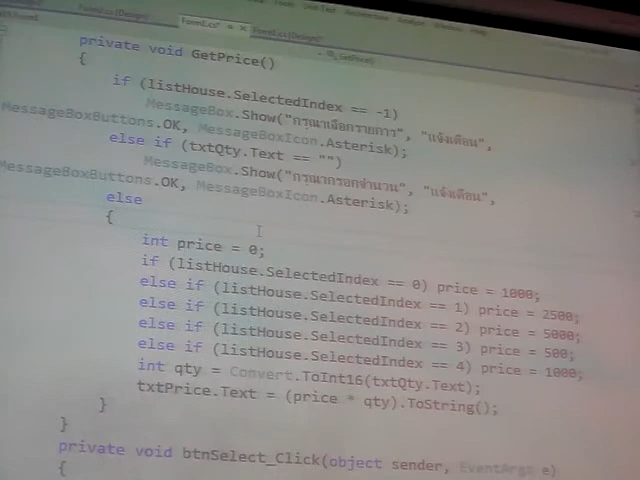 Form1.cs* Form3.cs [Design]
GetPrice()
private void GetPrice()
{
if (listHouse.SelectedIndex == -1)
MessageBox.Show("กรุณาเลือกรายการ", "แจ้งเตือน",
MessageBoxButtons.OK, MessageBoxIcon.Asterisk);
else if (txtQty.Text == "")
MessageBox.Show("กรุณากรอกจำนวน", "แจ้งเตือน",
MessageBoxButtons.OK, MessageBoxIcon.Asterisk);
else
{
int price = 0;
if (listHouse.SelectedIndex == 0) price = 1000;
else if (listHouse.SelectedIndex == 1) price = 2500;
else if (listHouse.SelectedIndex == 2) price = 5000;
else if (listHouse.SelectedIndex == 3) price = 500;
else if (listHouse.SelectedIndex == 4) price = 1000;
int qty = Convert.ToInt16(txtQty.Text);
txtPrice.Text = (price * qty).ToString();
}
}
private void btnSelect_Click(object sender, EventArgs e)
{